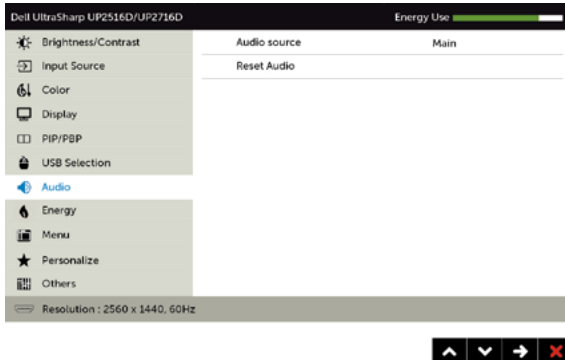 Dell UltraSharp UP2516D/UP2716D Energy Use
Brightness/Contrast Audio source Main
Input Source Reset Audio
Color
Display
PIP/PBP
USB Selection
Audio
Energy
Menu
Personalize
Others
Resolution : 2560 x 1440, 60Hz